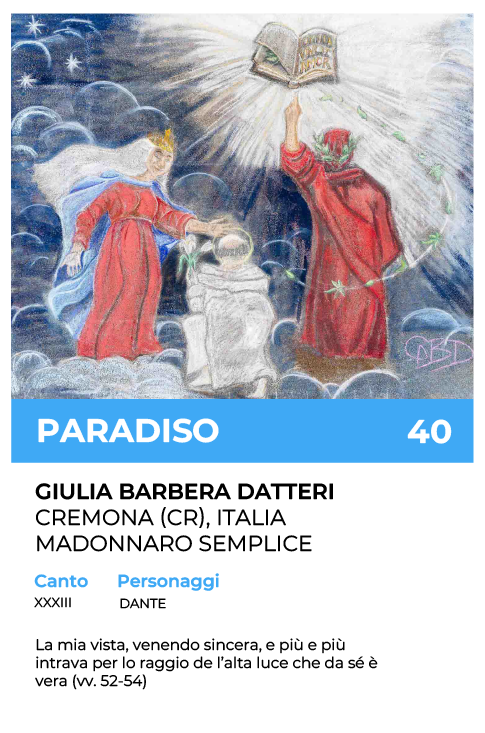 PARADISO 40
GIULIA BARBERA DATTERI
CREMONA (CR), ITALIA
MADONNARO SEMPLICE
Canto Personaggi
XXXIII DANTE
La mia vista, venendo sincera, e più e più
intrava per lo raggio de l’alta luce che da sé è
vera (vv. 52-54)